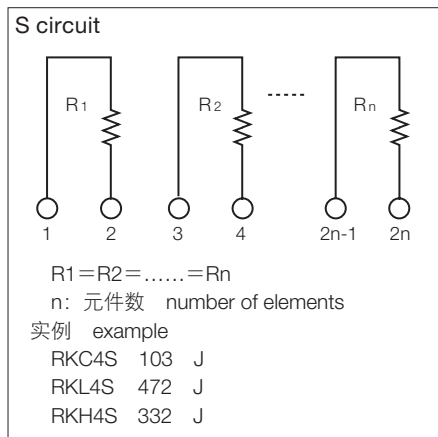 S circuit
R1 R2 ...... Rn
1 2 3 4 2n-1 2n
R1＝R2＝……＝Rn
n: 元件数 number of elements
实例 example
RKC4S 103 J
RKL4S 472 J
RKH4S 332 J